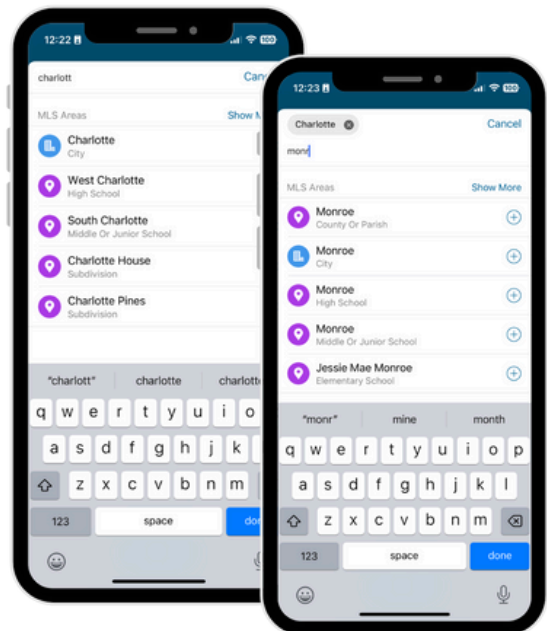 12:22
100
charlott
MLS Areas
Charlotte
City
West Charlotte
High School
South Charlotte
Middle Or Junior School
Charlotte House
Subdivision
Charlotte Pines
Subdivision
"charlott" charlotte
q w e r t y u i o
a s d f g h j k
z x c v b n m
123 space
12:23
100
Charlotte
Cancel
monr
MLS Areas Show More
Monroe
County Or Parish
Monroe
City
Monroe
High School
Monroe
Middle Or Junior School
Jessie Mae Monroe
Elementary School
"monr" mine month
q w e r t y u i o p
a s d f g h j k l
z x c v b n m
123 space done